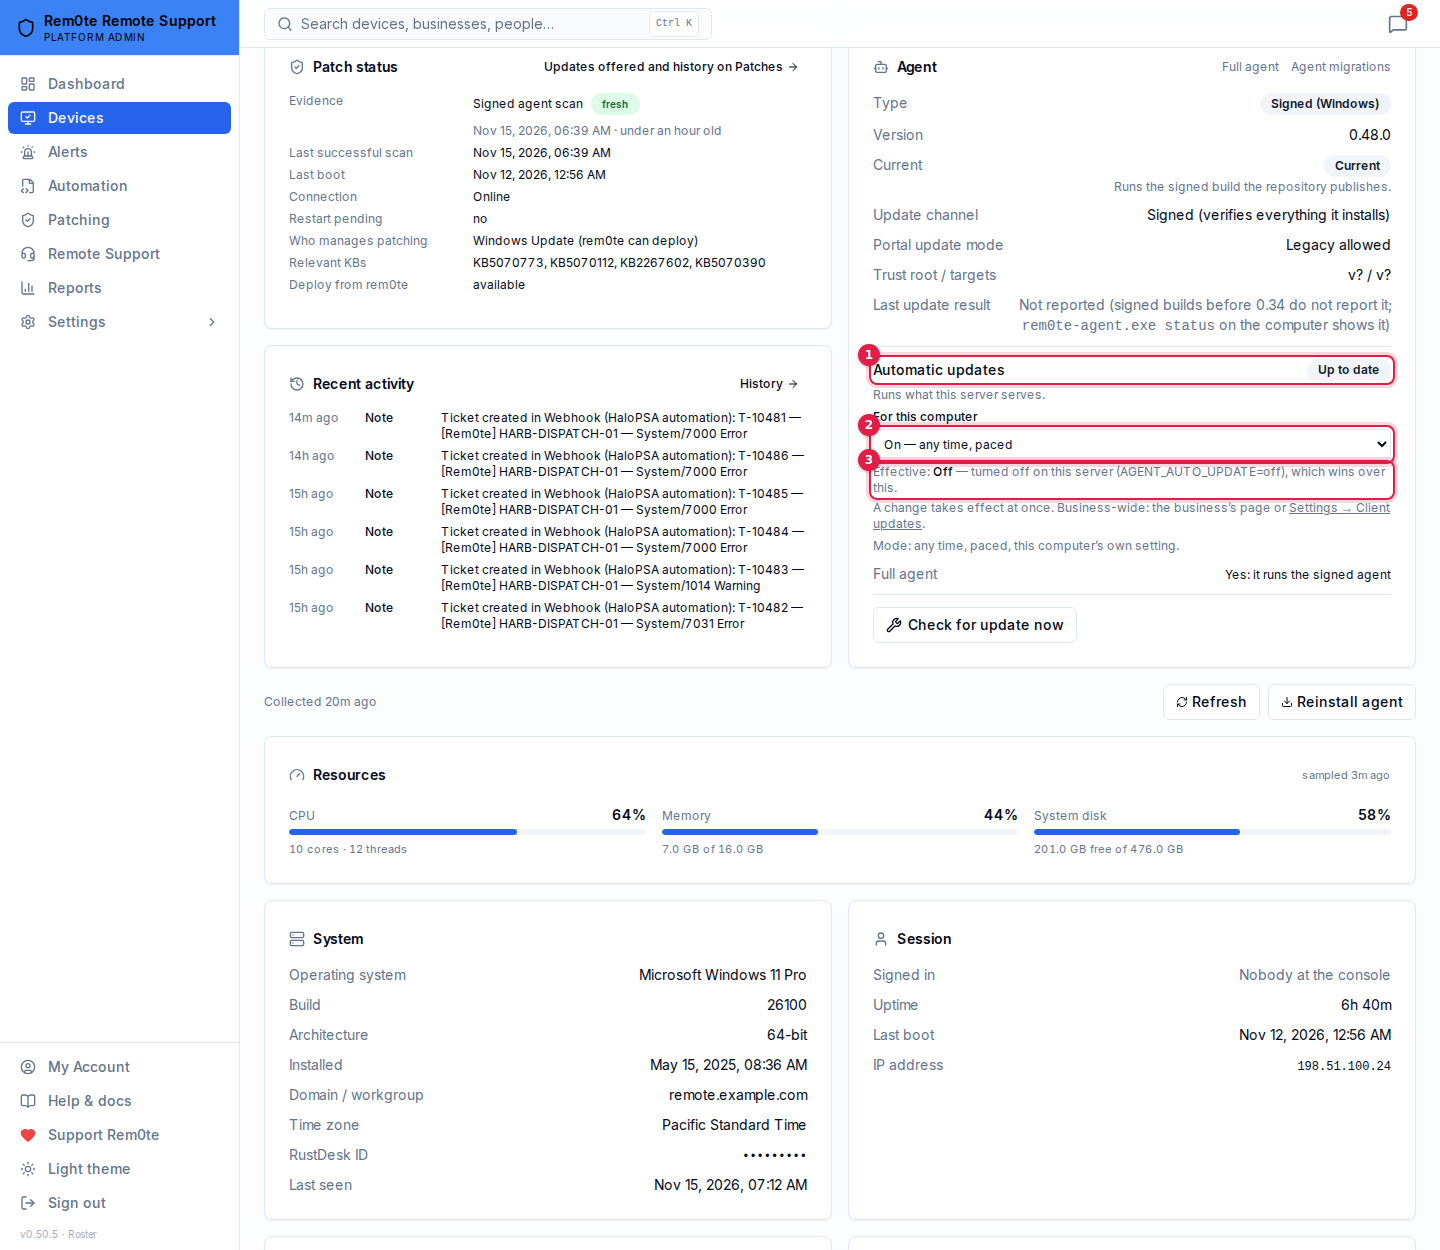 Rem0te Remote Support
PLATFORM ADMIN
Search devices, businesses, people…
Ctrl K
5
Dashboard
Devices
Alerts
Automation
Patching
Remote Support
Reports
Settings
My Account
Help & docs
Support Rem0te
Light theme
Sign out
v0.50.5 · Roster
Patch status
Updates offered and history on Patches →
Evidence
Signed agent scan fresh
Nov 15, 2026, 06:39 AM · under an hour old
Last successful scan Nov 15, 2026, 06:39 AM
Last boot Nov 12, 2026, 12:56 AM
Connection Online
Restart pending no
Who manages patching Windows Update (rem0te can deploy)
Relevant KBs KB5070773, KB5070112, KB2267602, KB5070390
Deploy from rem0te available
Recent activity
History →
14m ago Note Ticket created in Webhook (HaloPSA automation): T-10481 —
[Rem0te] HARB-DISPATCH-01 — System/7000 Error
14h ago Note Ticket created in Webhook (HaloPSA automation): T-10486 —
[Rem0te] HARB-DISPATCH-01 — System/7000 Error
15h ago Note Ticket created in Webhook (HaloPSA automation): T-10485 —
[Rem0te] HARB-DISPATCH-01 — System/7000 Error
15h ago Note Ticket created in Webhook (HaloPSA automation): T-10484 —
[Rem0te] HARB-DISPATCH-01 — System/7000 Error
15h ago Note Ticket created in Webhook (HaloPSA automation): T-10483 —
[Rem0te] HARB-DISPATCH-01 — System/1014 Warning
15h ago Note Ticket created in Webhook (HaloPSA automation): T-10482 —
[Rem0te] HARB-DISPATCH-01 — System/7031 Error
Agent
Full agent Agent migrations
Type Signed (Windows)
Version 0.48.0
Current Current
Runs the signed build the repository publishes.
Update channel Signed (verifies everything it installs)
Portal update mode Legacy allowed
Trust root / targets v? / v?
Last update result Not reported (signed builds before 0.34 do not report it;
rem0te-agent.exe status on the computer shows it)
1
Automatic updates Up to date
Runs what this server serves.
For this computer
2
On — any time, paced
3
Effective: Off — turned off on this server (AGENT_AUTO_UPDATE=off), which wins over
this.
A change takes effect at once. Business-wide: the business's page or Settings → Client
updates.
Mode: any time, paced, this computer's own setting.
Full agent Yes: it runs the signed agent
Check for update now
Collected 20m ago
Refresh
Reinstall agent
Resources
sampled 3m ago
CPU 64%
10 cores · 12 threads
Memory 44%
7.0 GB of 16.0 GB
System disk 58%
201.0 GB free of 476.0 GB
System
Operating system Microsoft Windows 11 Pro
Build 26100
Architecture 64-bit
Installed May 15, 2025, 08:36 AM
Domain / workgroup remote.example.com
Time zone Pacific Standard Time
RustDesk ID •••••••••
Last seen Nov 15, 2026, 07:12 AM
Session
Signed in Nobody at the console
Uptime 6h 40m
Last boot Nov 12, 2026, 12:56 AM
IP address 198.51.100.24